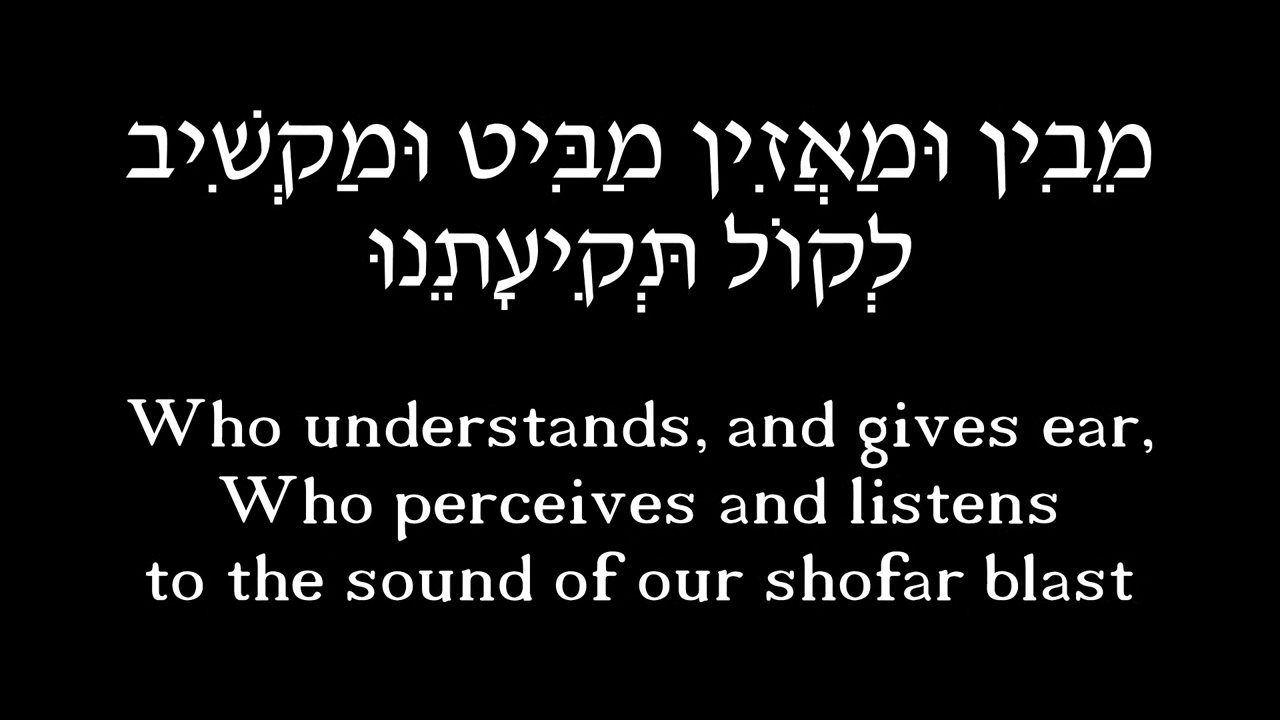 מֵבִין וּמַאֲזִין מַבִּיט וּמַקְשִׁיב
לְקוֹל תְּקִיעָתֵנוּ
Who understands, and gives ear,
Who perceives and listens
to the sound of our shofar blast